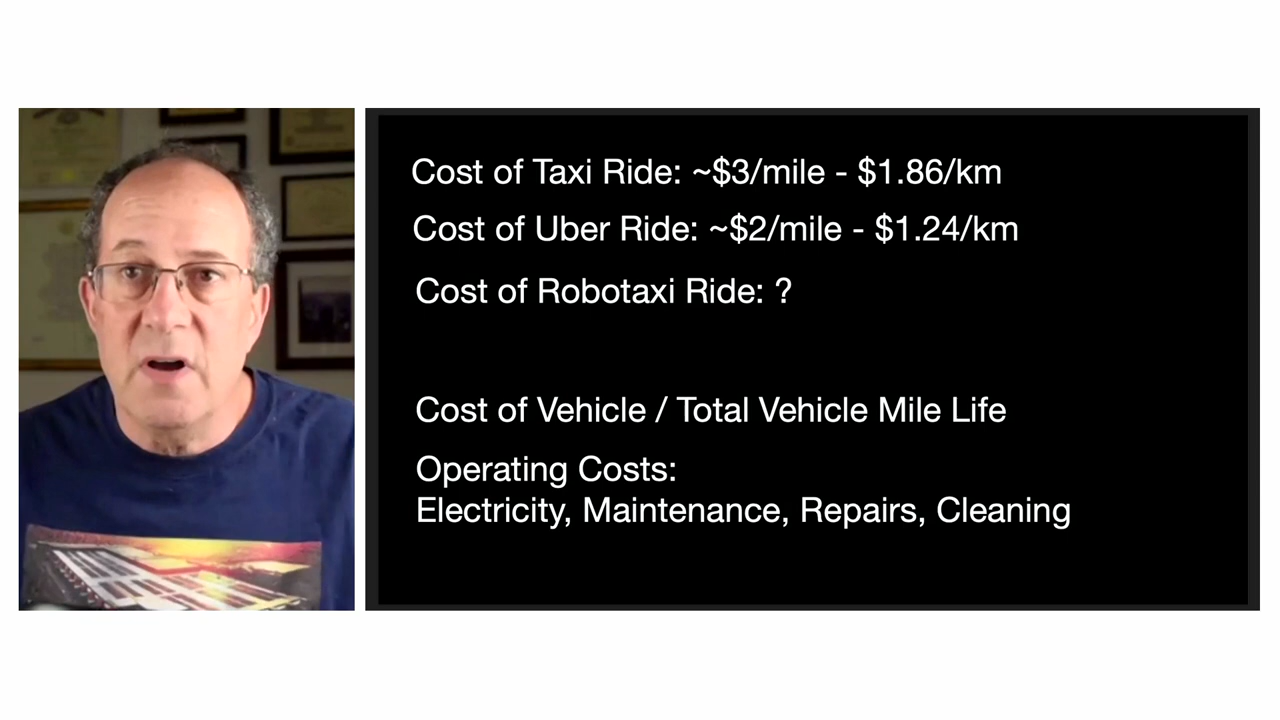 Cost of Taxi Ride: ~$3/mile - $1.86/km
Cost of Uber Ride: ~$2/mile - $1.24/km
Cost of Robotaxi Ride: ?
Cost of Vehicle / Total Vehicle Mile Life
Operating Costs:
Electricity, Maintenance, Repairs, Cleaning